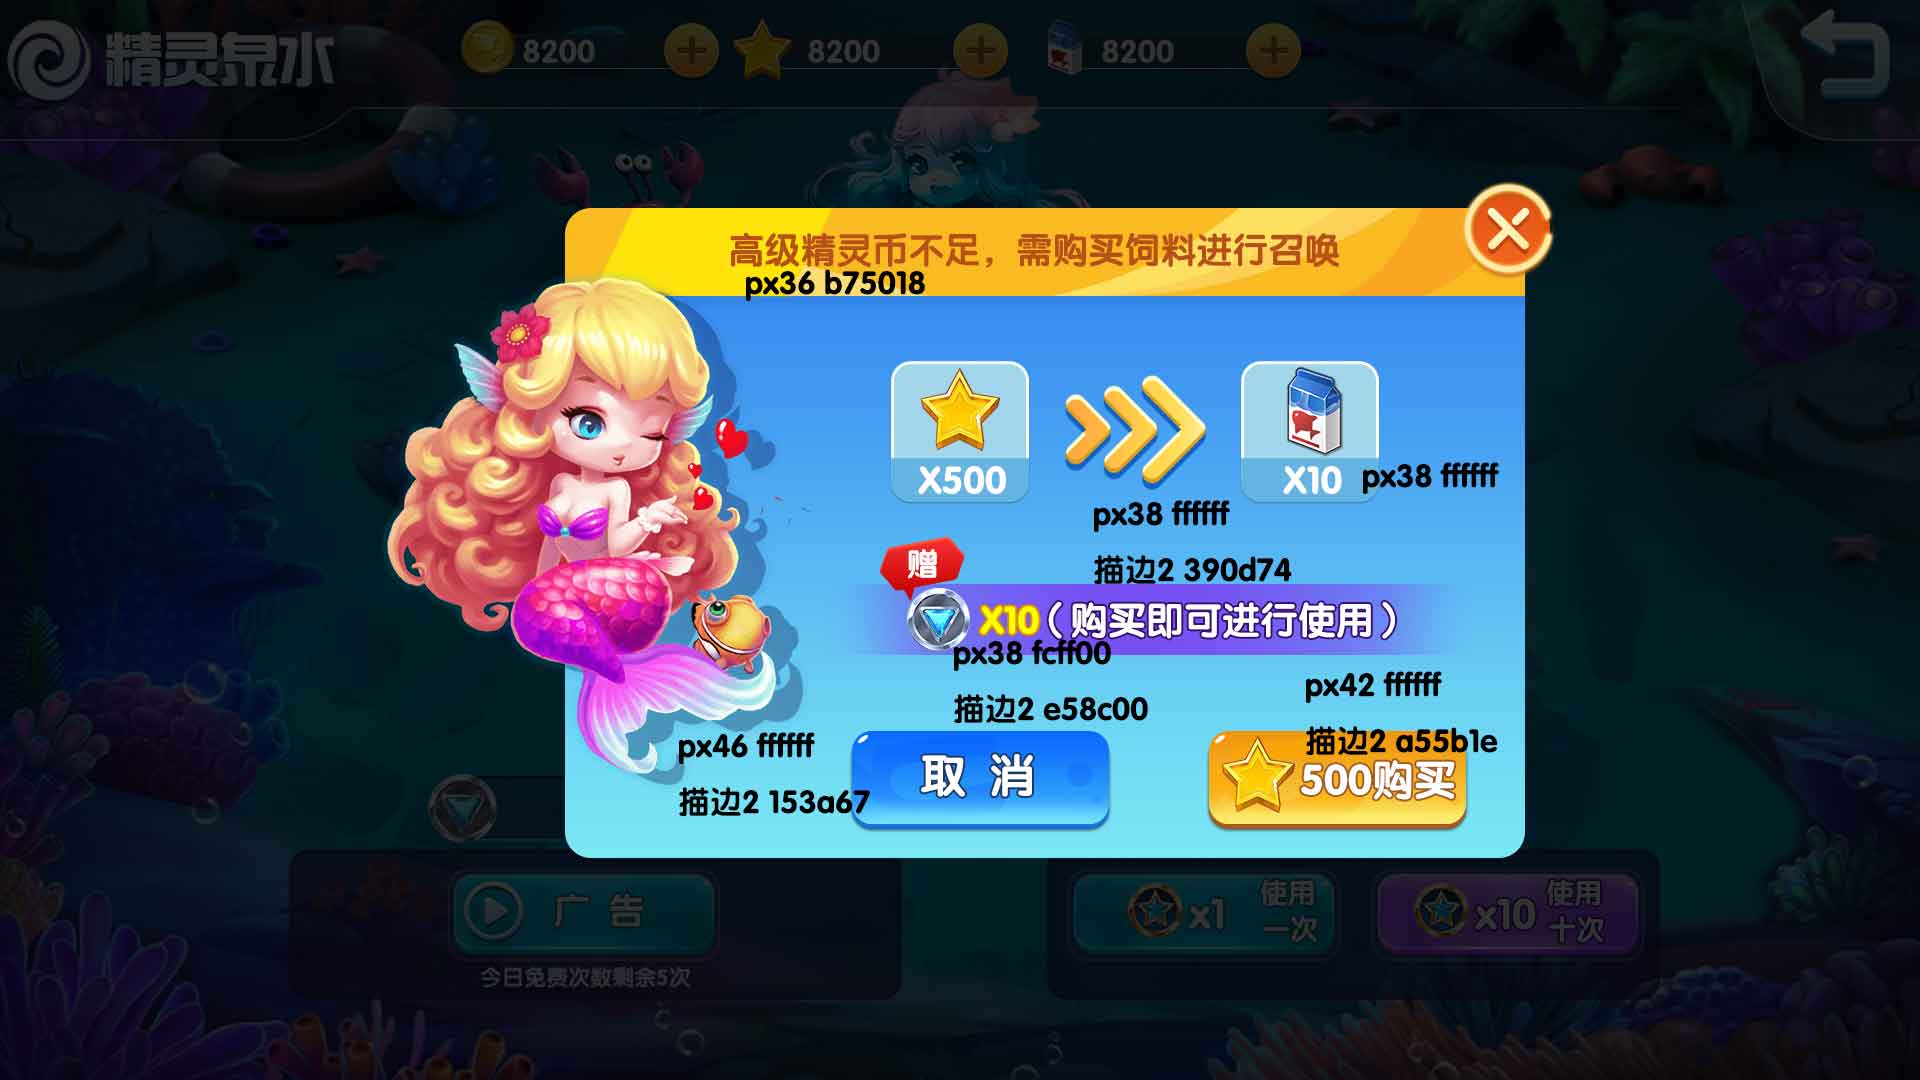 精灵泉水
8200
8200
8200
高级精灵币不足，需购买饲料进行召唤
px36 b75018
X500
X10
px38 ffffff
px38 ffffff
描边2 390d74
赠
X10（购买即可进行使用）
px38 fcff00
描边2 e58c00
px42 ffffff
描边2 a55b1e
px46 ffffff
描边2 153a67
取 消
500购买
广 告
今日免费次数剩余5次
x1
使用
一次
x10
使用
十次